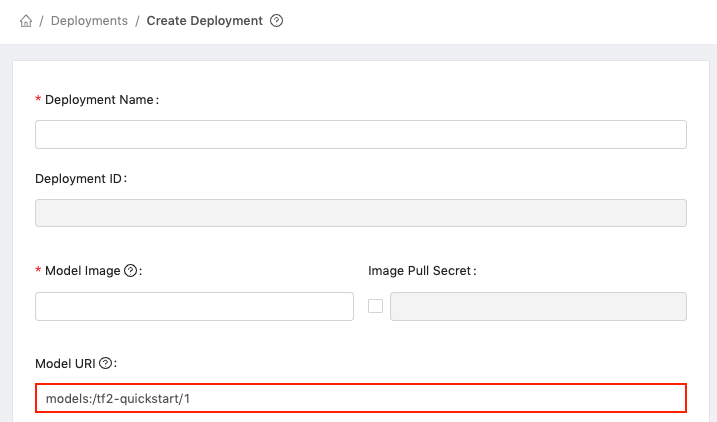 / Deployments / Create Deployment
* Deployment Name:
Deployment ID:
* Model Image: Image Pull Secret:
Model URI:
models:/tf2-quickstart/1